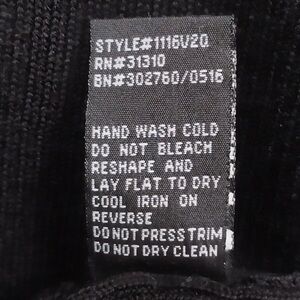 STYLE#1116V20
RN#31310
BN#302760/0516
HAND WASH COLD
DO NOT BLEACH
RESHAPE AND
LAY FLAT TO DRY
COOL IRON ON
REVERSE
DO NOT PRESS TRIM
DO NOT DRY CLEAN